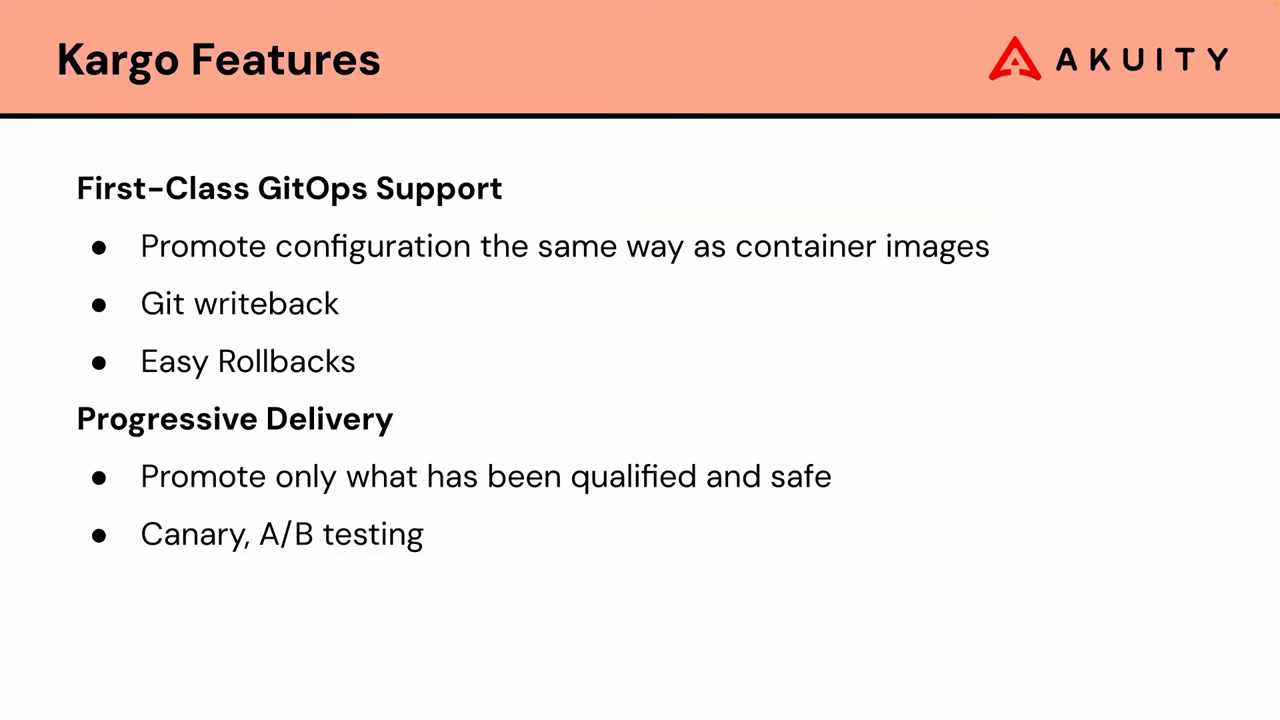 Kargo Features
AKUITY
First-Class GitOps Support
● Promote configuration the same way as container images
● Git writeback
● Easy Rollbacks
Progressive Delivery
● Promote only what has been qualified and safe
● Canary, A/B testing